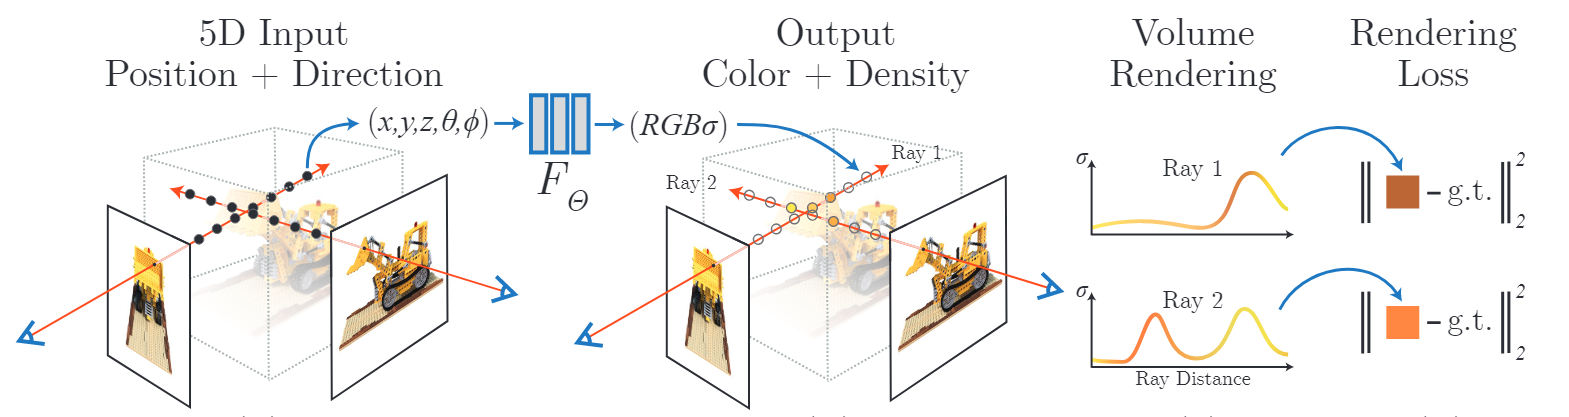 5D Input
Position + Direction
Output
Color + Density
Volume
Rendering
Rendering
Loss
(x,y,z,θ,ϕ)
F_Θ
(RGBσ)
Ray 1
Ray 2
σ
Ray 1
‖ – g.t. ‖²₂
σ
Ray 2
Ray Distance
‖ – g.t. ‖²₂